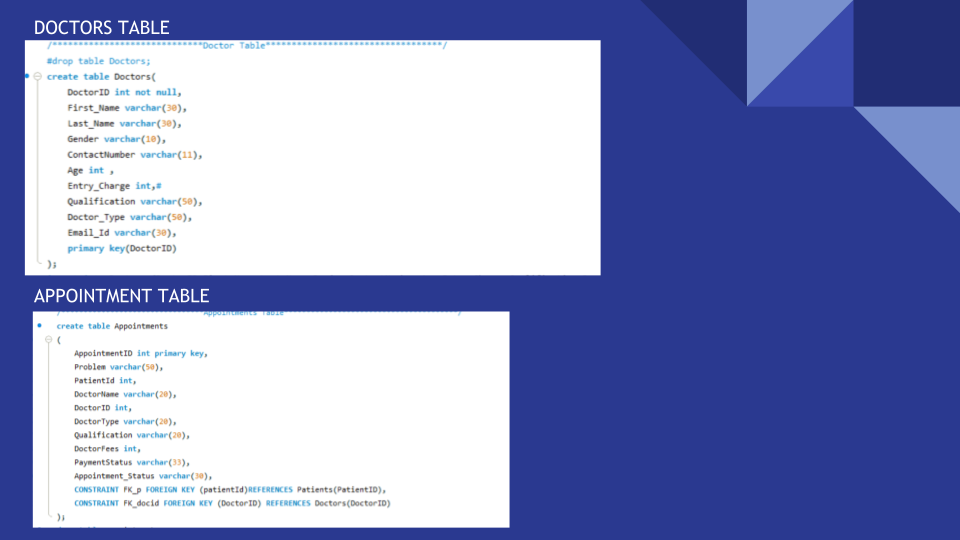 DOCTORS TABLE
/*****************************Doctor Table**********************************/
#drop table Doctors;
create table Doctors(
DoctorID int not null,
First_Name varchar(30),
Last_Name varchar(30),
Gender varchar(10),
ContactNumber varchar(11),
Age int ,
Entry_Charge int,#
Qualification varchar(50),
Doctor_Type varchar(50),
Email_Id varchar(30),
primary key(DoctorID)
);
APPOINTMENT TABLE
Appointments Table
create table Appointments
(
AppointmentID int primary key,
Problem varchar(50),
PatientId int,
DoctorName varchar(20),
DoctorID int,
DoctorType varchar(20),
Qualification varchar(20),
DoctorFees int,
PaymentStatus varchar(33),
Appointment_Status varchar(30),
CONSTRAINT FK_p FOREIGN KEY (patientId)REFERENCES Patients(PatientID),
CONSTRAINT FK_docid FOREIGN KEY (DoctorID) REFERENCES Doctors(DoctorID)
);